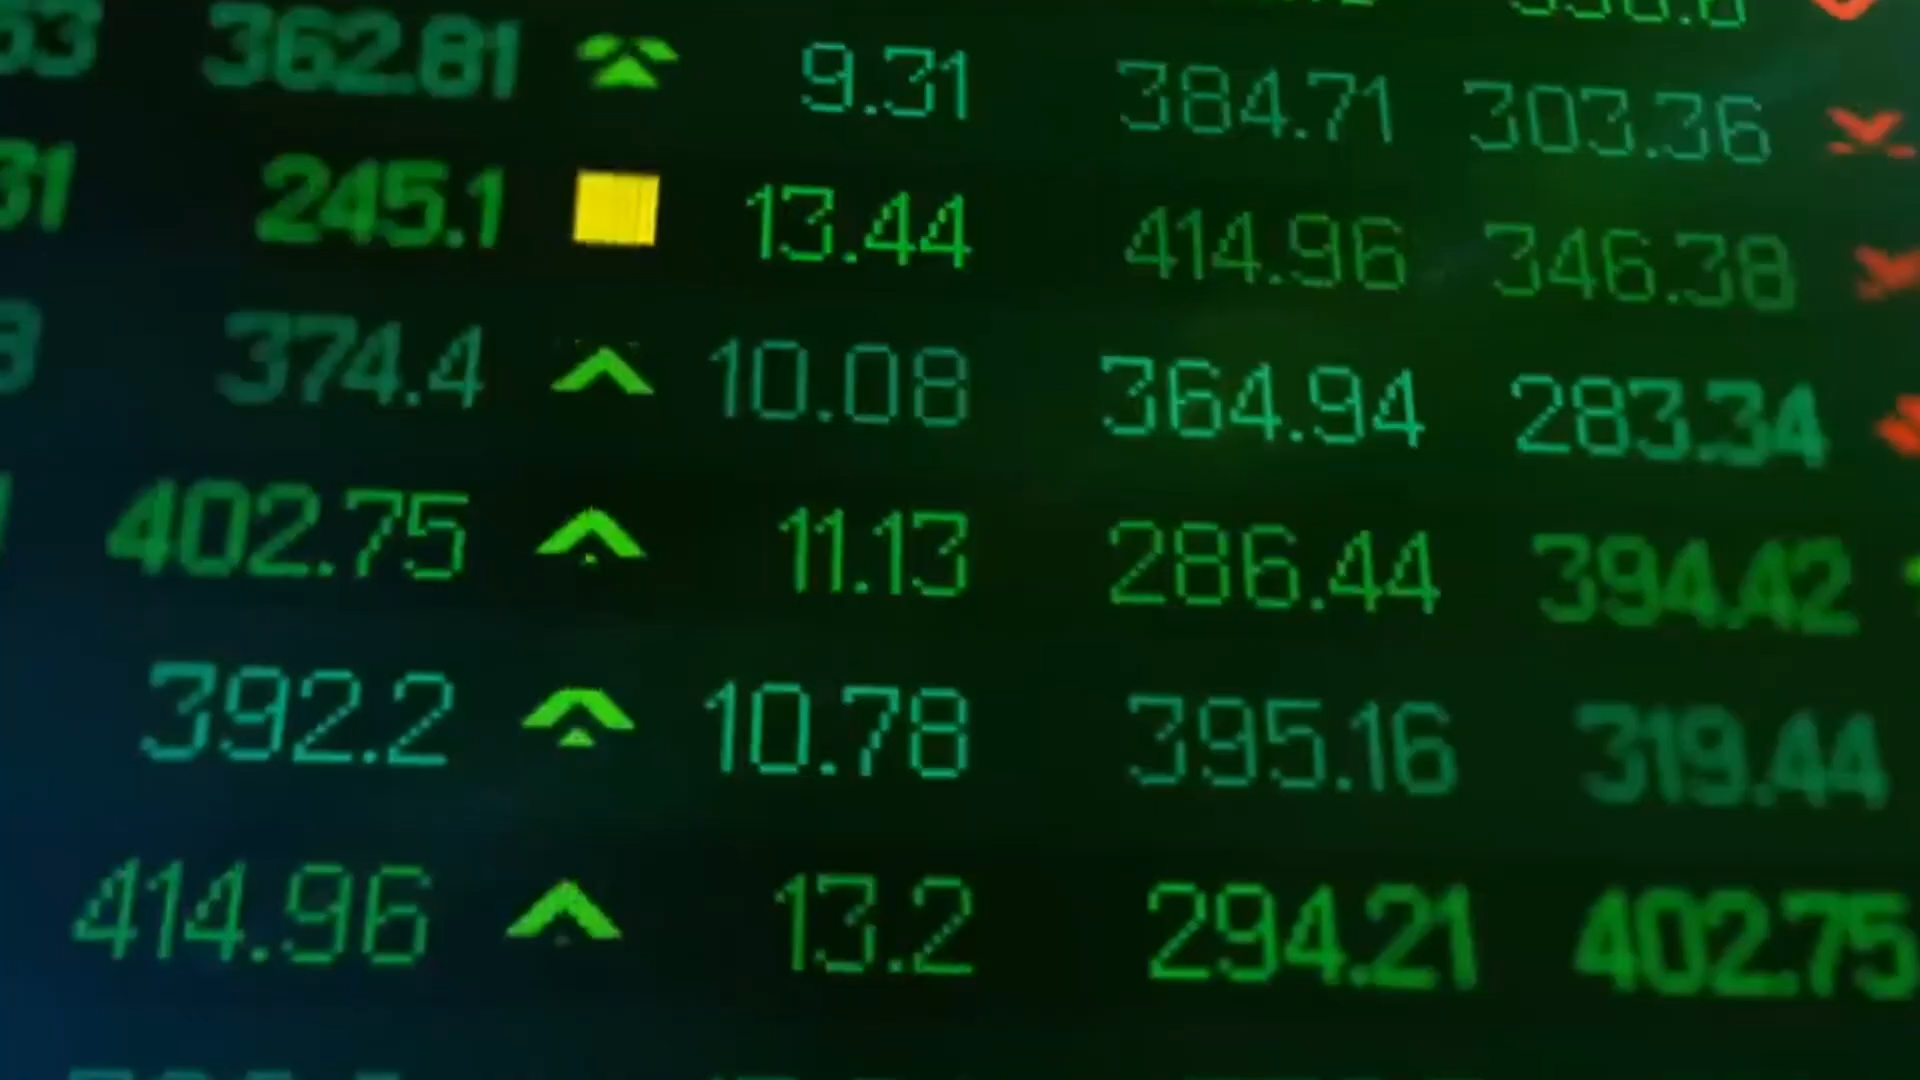 362.81 9.31 384.71 303.36
245.1 13.44 414.96 346.38
374.4 10.08 364.94 283.34
402.75 11.13 286.44 394.42
392.2 10.78 395.16 319.44
414.96 13.2 294.21 402.75